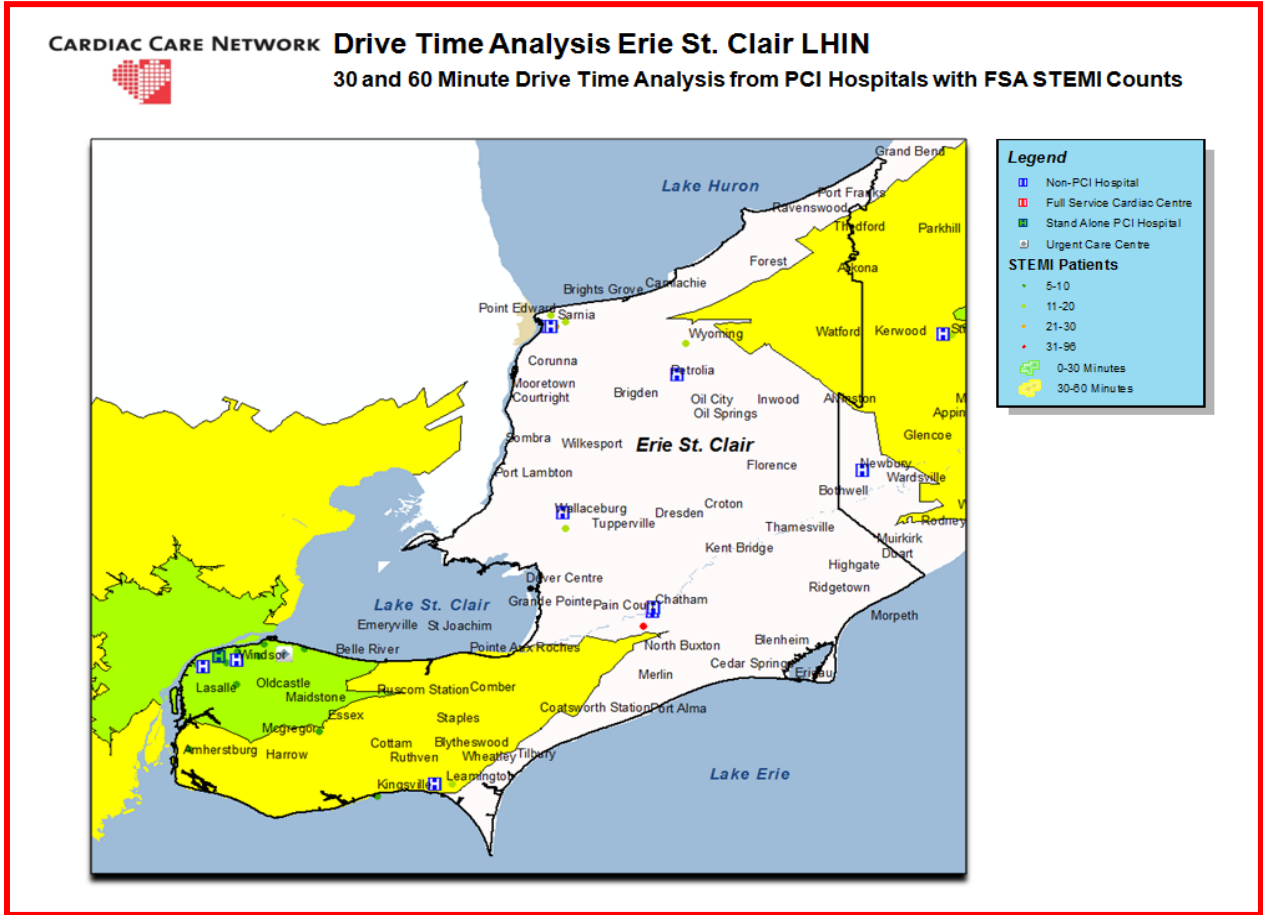 CARDIAC CARE NETWORK Drive Time Analysis Erie St. Clair LHIN
30 and 60 Minute Drive Time Analysis from PCI Hospitals with FSA STEMI Counts
Legend
Non-PCI Hospital
Full Service Cardiac Centre
Stand Alone PCI Hospital
Urgent Care Centre
STEMI Patients
5-10
11-20
21-30
31-96
0-30 Minutes
30-60 Minutes
Grand Bend
Lake Huron
Port Franks
Ravenswood
Thedford
Parkhill
Forest
Arkona
Camlachie
Brights Grove
Point Edward
Sarnia
H
Wyoming
Watford
Kerwood
H
St
Corunna
Petrolia
H
Mooretown
Courtright
Brigden
Oil City
Inwood
Alvinston
M
Oil Springs
Appin
Glencoe
Sombra
Wilkesport
Erie St. Clair
Florence
Newbury
H
Port Lambton
Wardsville
Bothwell
Wallaceburg
H
Croton
Dresden
Tupperville
W
Rodney
Thamesville
Muirkirk
Kent Bridge
Duart
Highgate
Dover Centre
Ridgetown
Lake St. Clair
Grande Pointe
Pain Court
H
Chatham
Morpeth
Emeryville
St Joachim
Blenheim
Belle River
Pointe Aux Roches
North Buxton
Windsor
H
H
H
Cedar Springs
Erieau
Merlin
Lasalle
Oldcastle
Maidstone
Ruscom Station
Comber
Coatsworth Station
Port Alma
Essex
Staples
Mcgregor
Amherstburg
Harrow
Cottam
Blytheswood
Ruthven
Wheatley
Tilbury
Lake Erie
Leamington
Kingsville
H